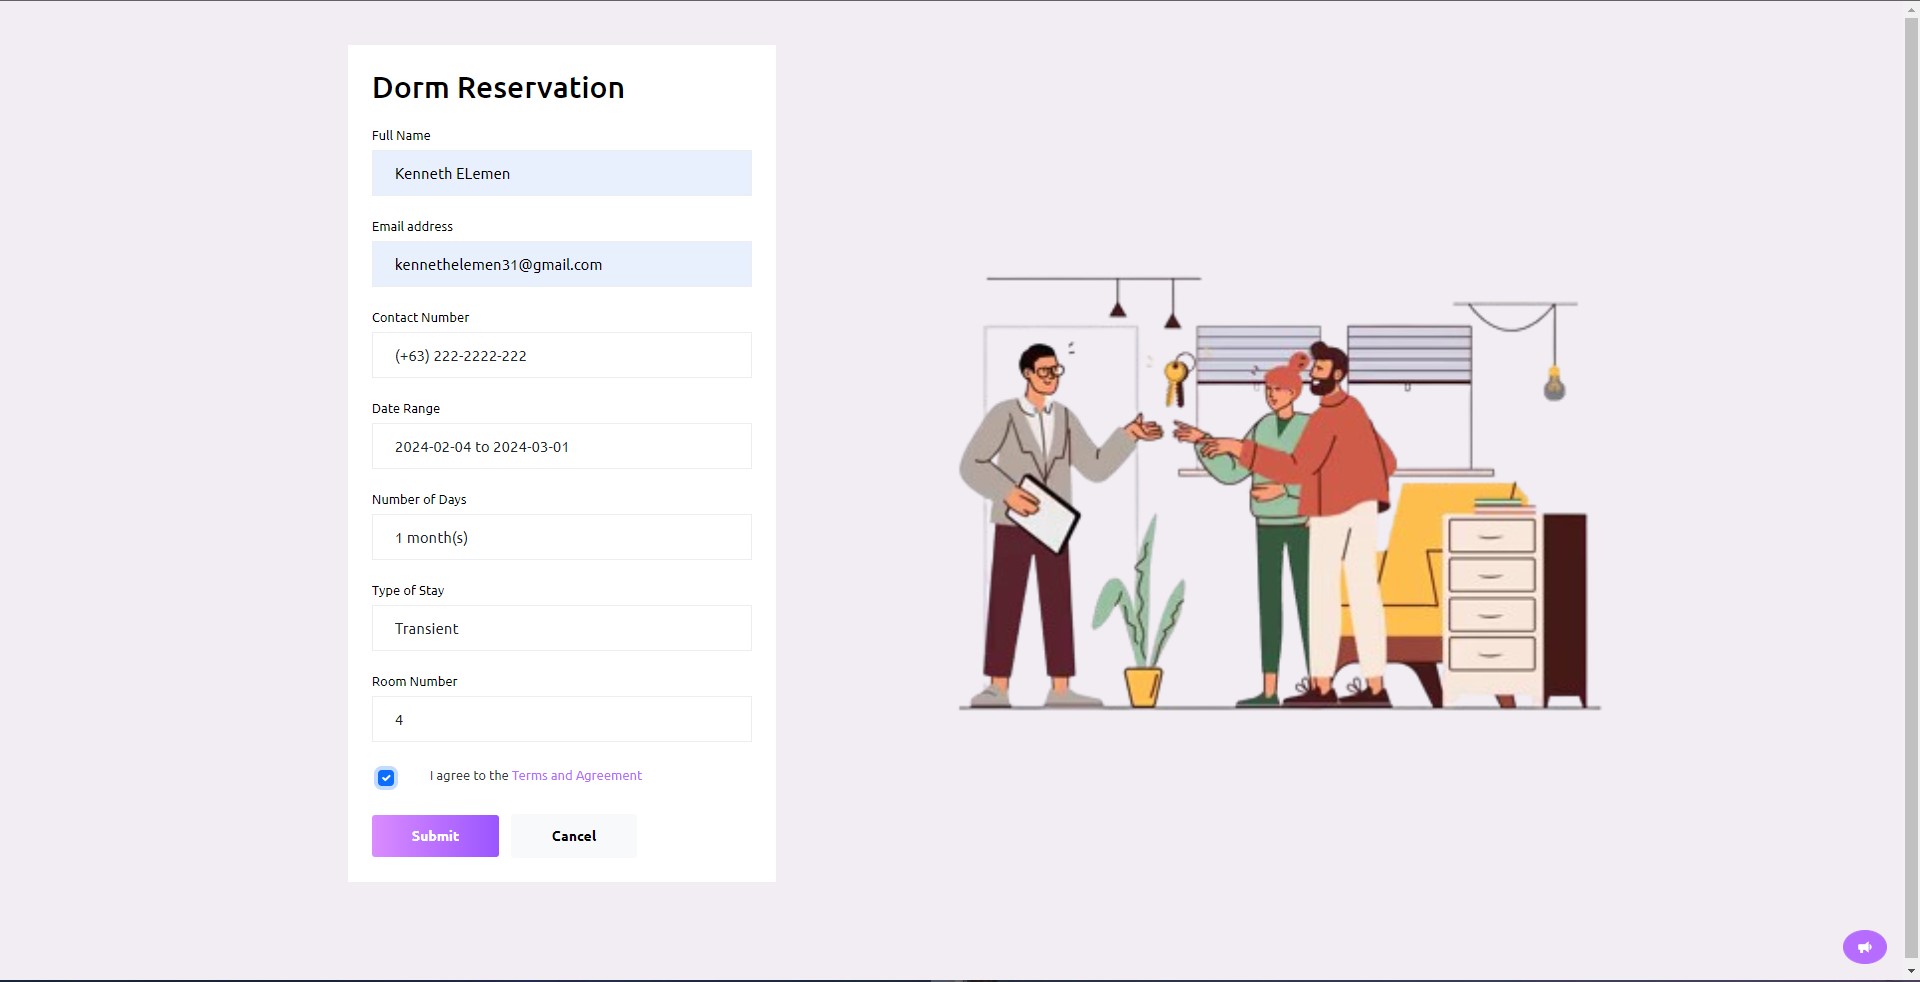 Dorm Reservation
Full Name
Kenneth ELemen
Email address
kennethelemen31@gmail.com
Contact Number
(+63) 222-2222-222
Date Range
2024-02-04 to 2024-03-01
Number of Days
1 month(s)
Type of Stay
Transient
Room Number
4
I agree to the Terms and Agreement
Submit Cancel